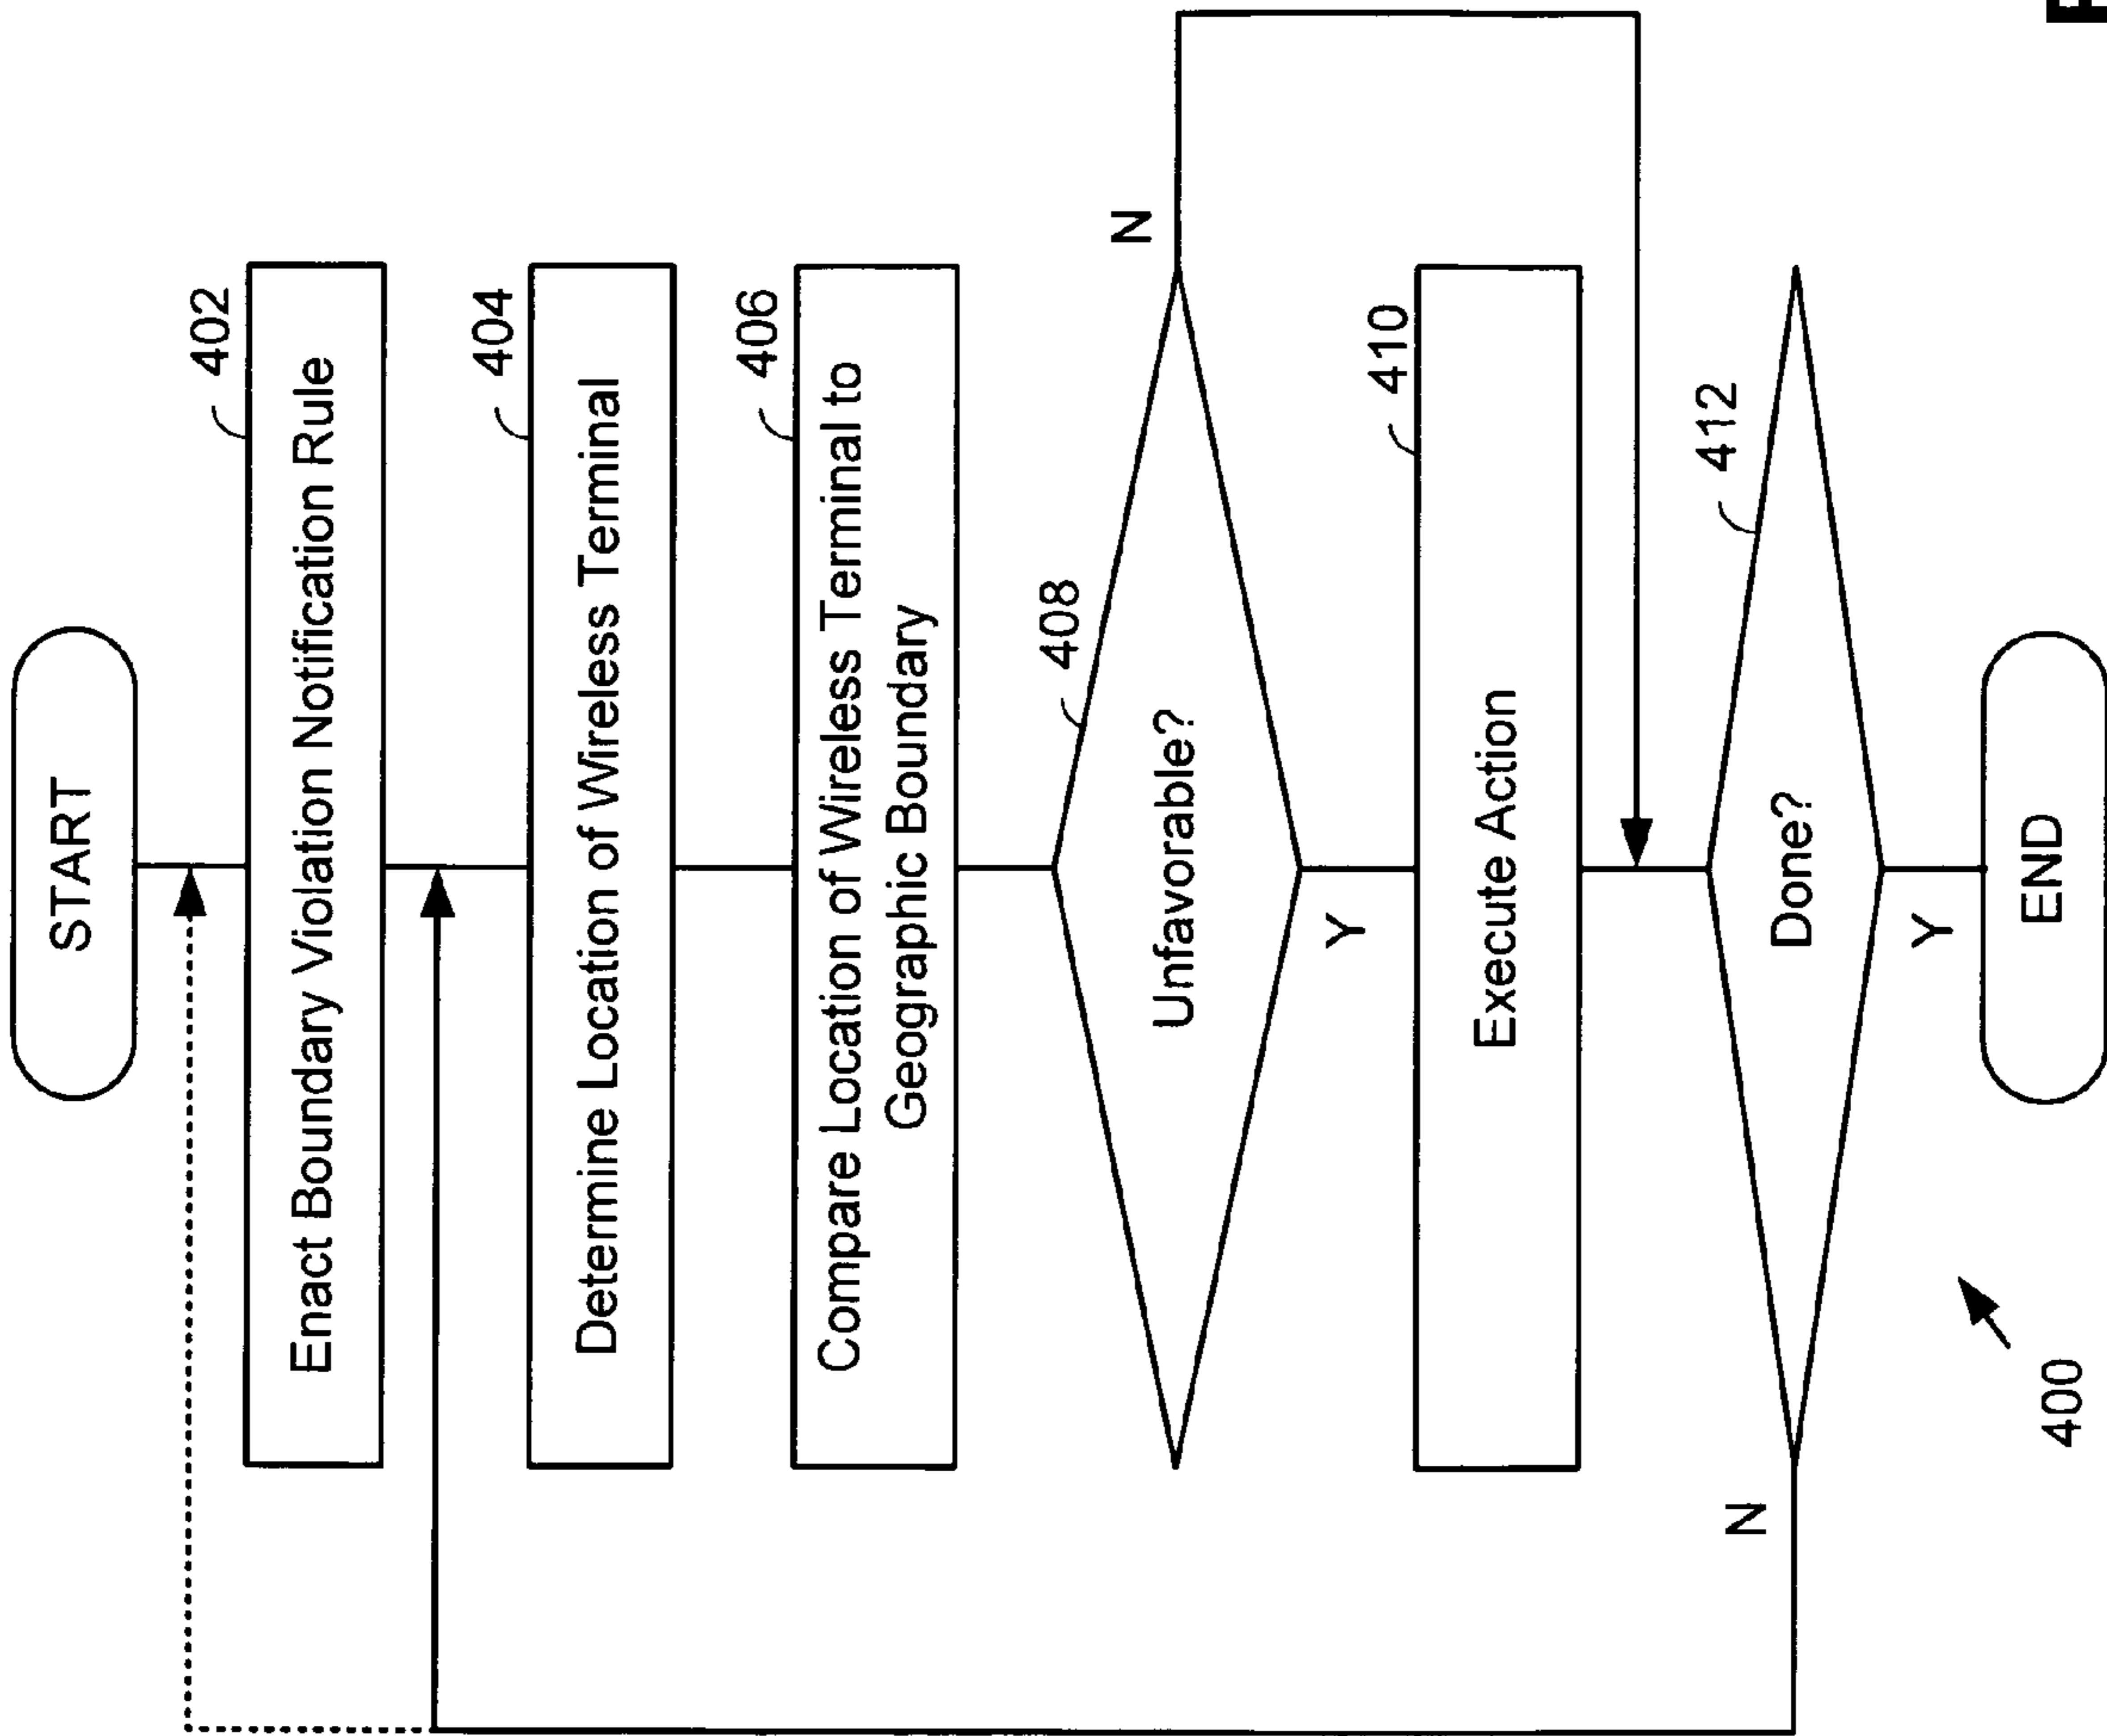 START
402
Enact Boundary Violation Notification Rule
404
Determine Location of Wireless Terminal
406
Compare Location of Wireless Terminal to
Geographic Boundary
408
Unfavorable?
N
Y
410
Execute Action
412
Done?
N
Y
END
400